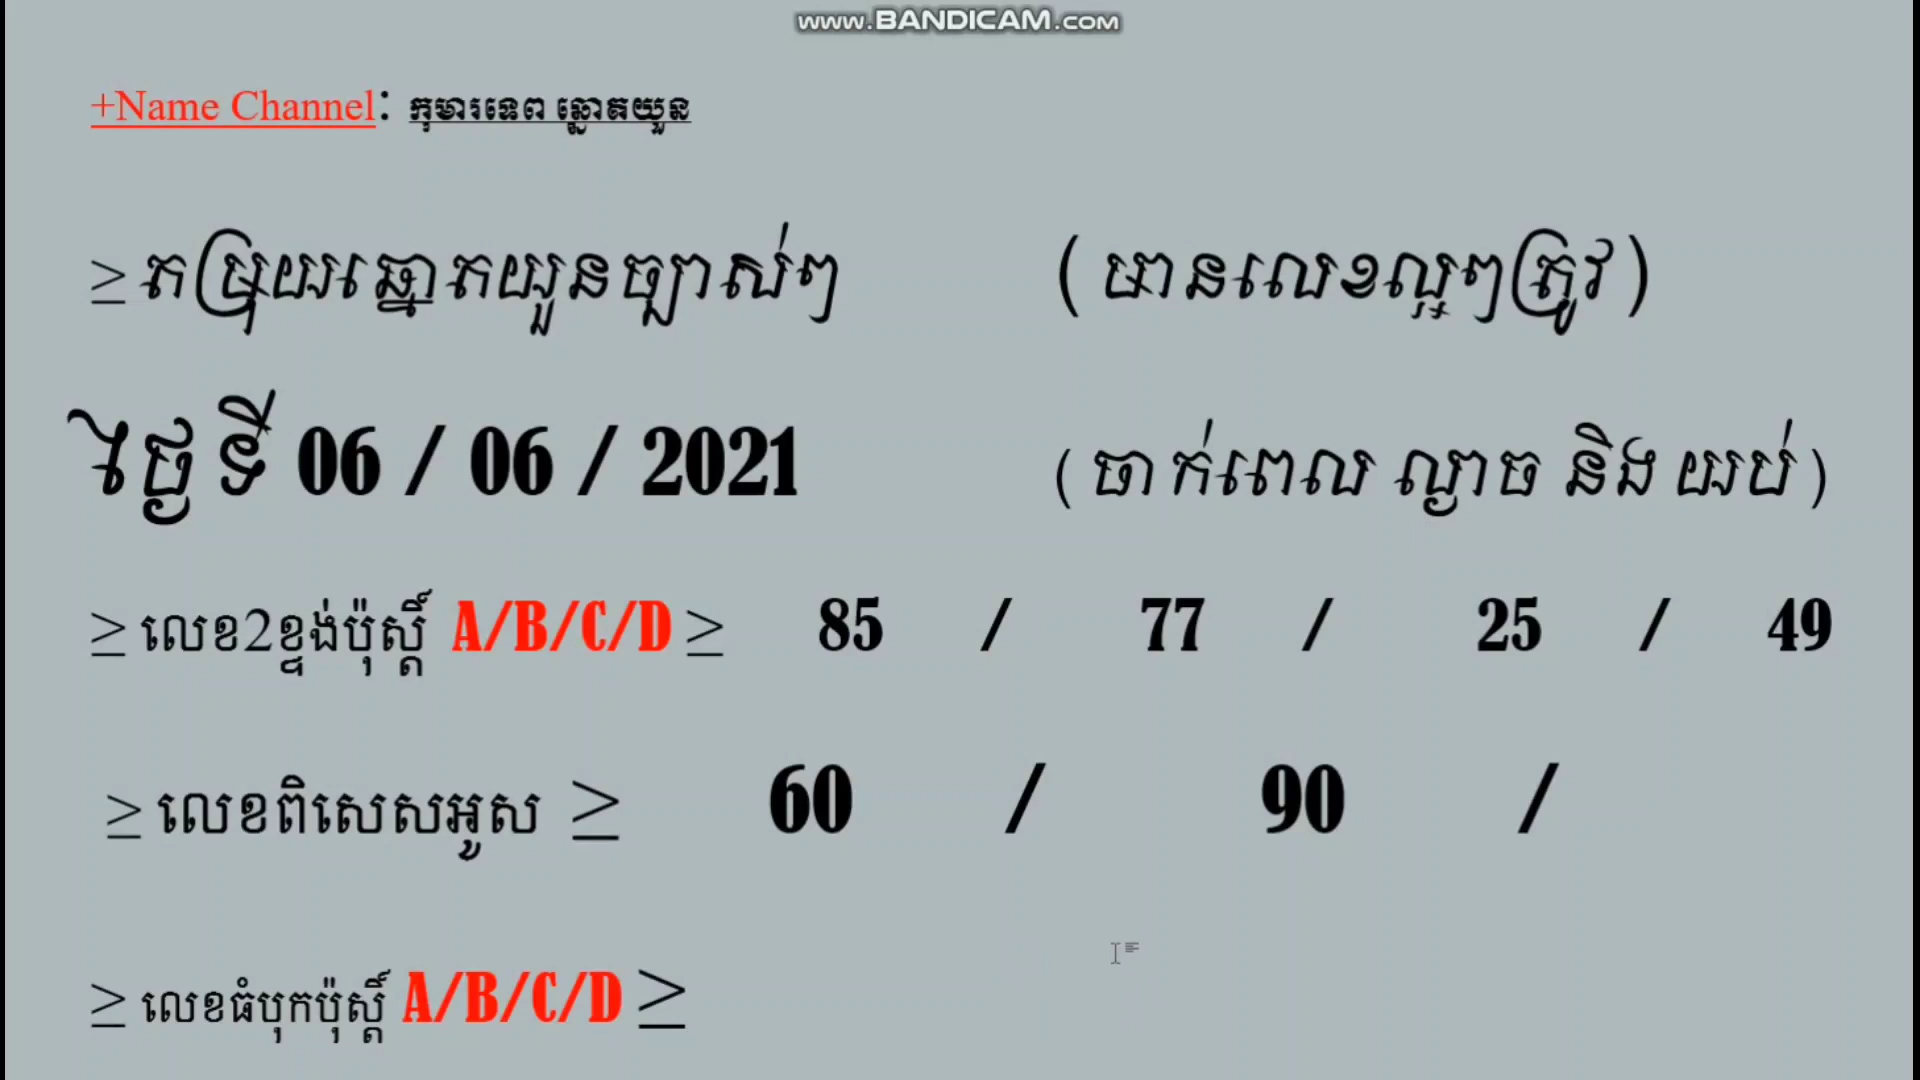 www.BANDICAM.com
+Name Channel: កុមារទេព ឆ្នោតយួន
≥ តម្រុយឆ្នោតយួនច្បាស់ៗ (មានលេខល្អៗត្រូវ)
ថ្ងៃទី 06 / 06 / 2021 (ចាក់ពេល ល្ងាច និង យប់)
≥ លេខ2ខ្ទង់ប៉ុស្តិ៍ A/B/C/D ≥ 85 / 77 / 25 / 49
≥ លេខពិសេសអូស ≥ 60 / 90 /
≥ លេខធំបុកប៉ុស្តិ៍ A/B/C/D ≥